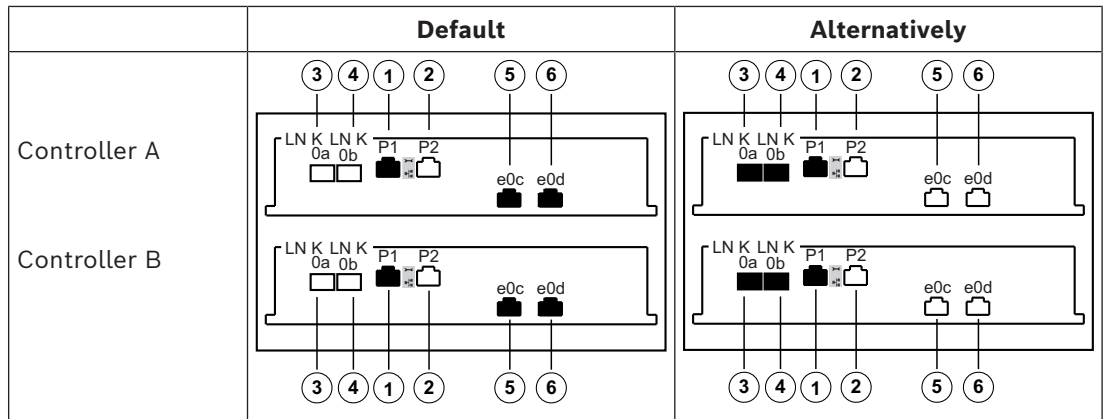 Default Alternatively
3 4 1 2 5 6 3 4 1 2 5 6
Controller A
LN K LN K LN K LN K
0a 0b P1 P2 0a 0b P1 P2
e0c e0d e0c e0d
Controller B
LN K LN K LN K LN K
0a 0b P1 P2 0a 0b P1 P2
e0c e0d e0c e0d
3 4 1 2 5 6 3 4 1 2 5 6